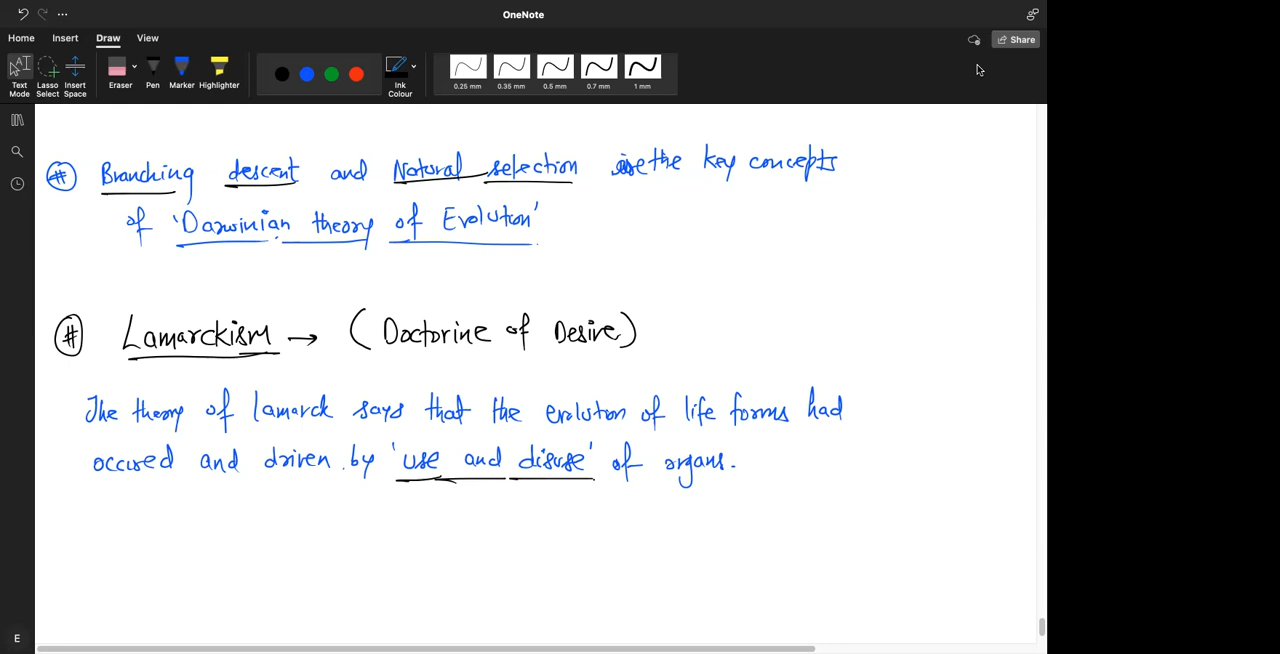 OneNote
Home Insert Draw View
Share
Text Mode Lasso Select Insert Space Eraser Pen Marker Highlighter Ink Colour 0.25 mm 0.35 mm 0.5 mm 0.7 mm 1 mm
# Branching descent and Natural selection the key concepts
of 'Darwinian theory of Evolution'
# Lamarckism → (Doctorine of Desire)
The theory of lamarck says that the evolution of life forms had
occured and driven by 'use and disuse' of organs.
E